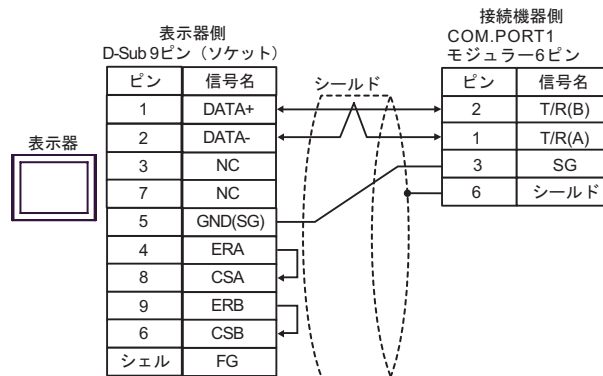 表示器側
D-Sub 9ピン（ソケット）
接続機器側
COM.PORT1
モジュラー6ピン
表示器
シールド
ピン 信号名
1 DATA+
2 DATA-
3 NC
7 NC
5 GND(SG)
4 ERA
8 CSA
9 ERB
6 CSB
シェル FG
ピン 信号名
2 T/R(B)
1 T/R(A)
3 SG
6 シールド